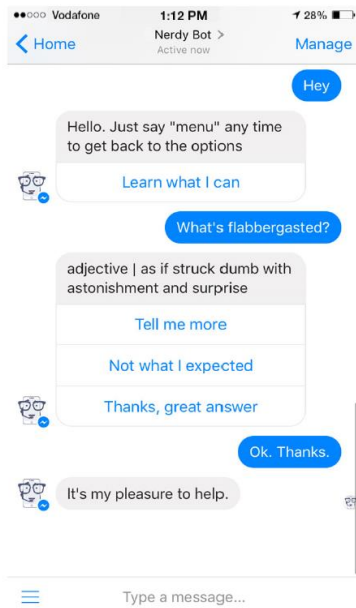 Vodafone 1:12 PM 28%
Home Nerdy Bot > Manage
Active now
Hey
Hello. Just say "menu" any time
to get back to the options
Learn what I can
What's flabbergasted?
adjective | as if struck dumb with
astonishment and surprise
Tell me more
Not what I expected
Thanks, great answer
Ok. Thanks.
It's my pleasure to help.
Type a message...